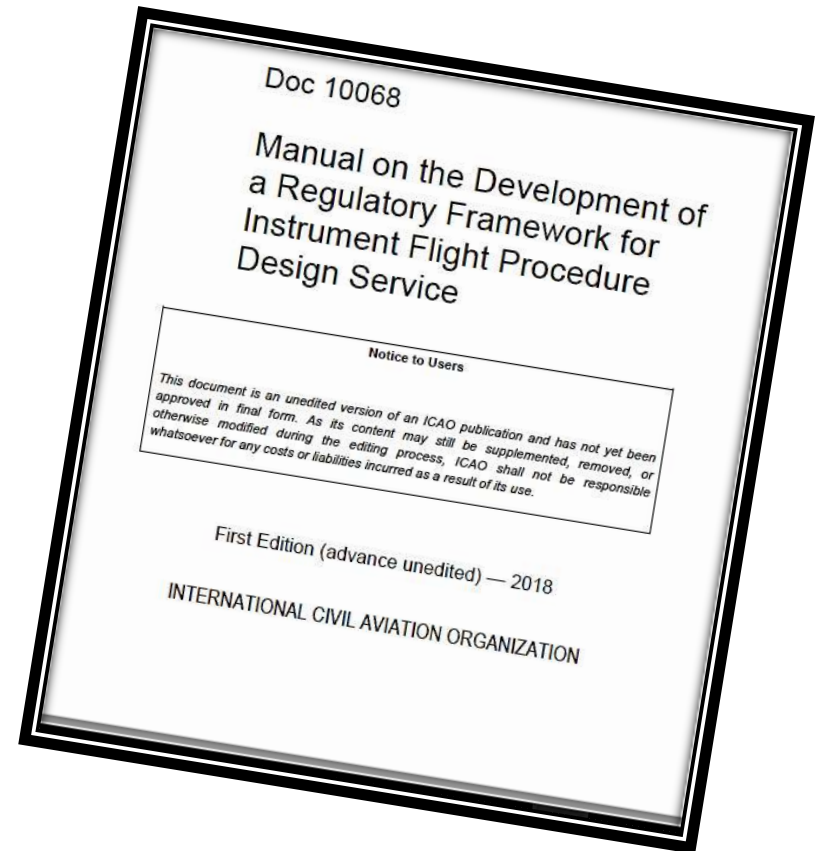 Doc 10068
Manual on the Development of
a Regulatory Framework for
Instrument Flight Procedure
Design Service
Notice to Users
This document is an unedited version of an ICAO publication and has not yet been
approved in final form. As its content may still be supplemented, removed, or
otherwise modified during the editing process, ICAO shall not be responsible
whatsoever for any costs or liabilities incurred as a result of its use.
First Edition (advance unedited) — 2018
INTERNATIONAL CIVIL AVIATION ORGANIZATION